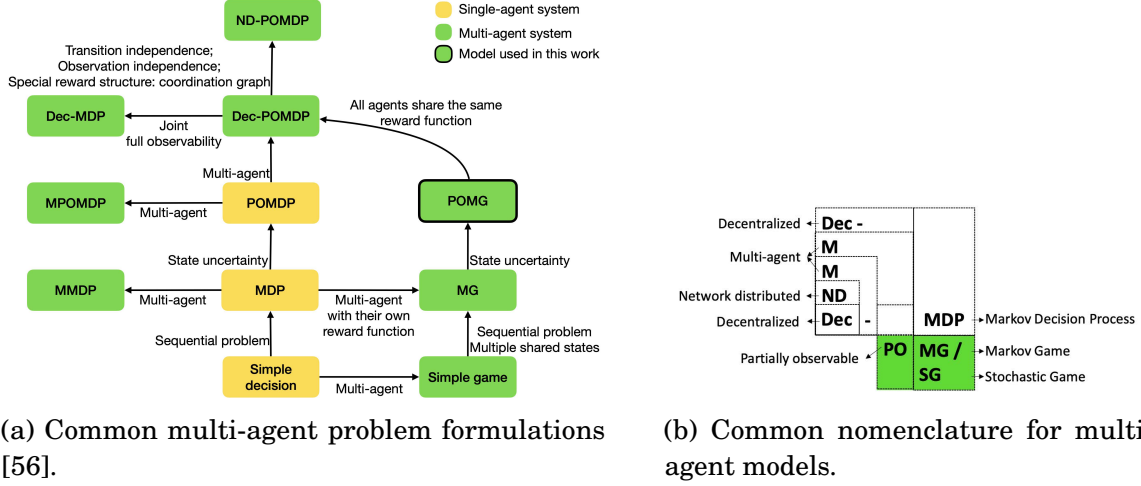 Single-agent system
Multi-agent system
Model used in this work
ND-POMDP
Transition independence;
Observation independence;
Special reward structure: coordination graph
Dec-MDP
Joint
full observability
Dec-POMDP
All agents share the same
reward function
Multi-agent
MPOMDP
Multi-agent
POMDP
POMG
State uncertainty
State uncertainty
MMDP
Multi-agent
MDP
Multi-agent
with their own
reward function
MG
Sequential problem
Sequential problem
Multiple shared states
Simple
decision
Multi-agent
Simple game
(a) Common multi-agent problem formulations
[56].
Decentralized
Dec -
Multi-agent
M
M
Network distributed
ND
Decentralized
Dec -
MDP
Markov Decision Process
Partially observable
PO
MG /
SG
Markov Game
Stochastic Game
(b) Common nomenclature for multi
agent models.